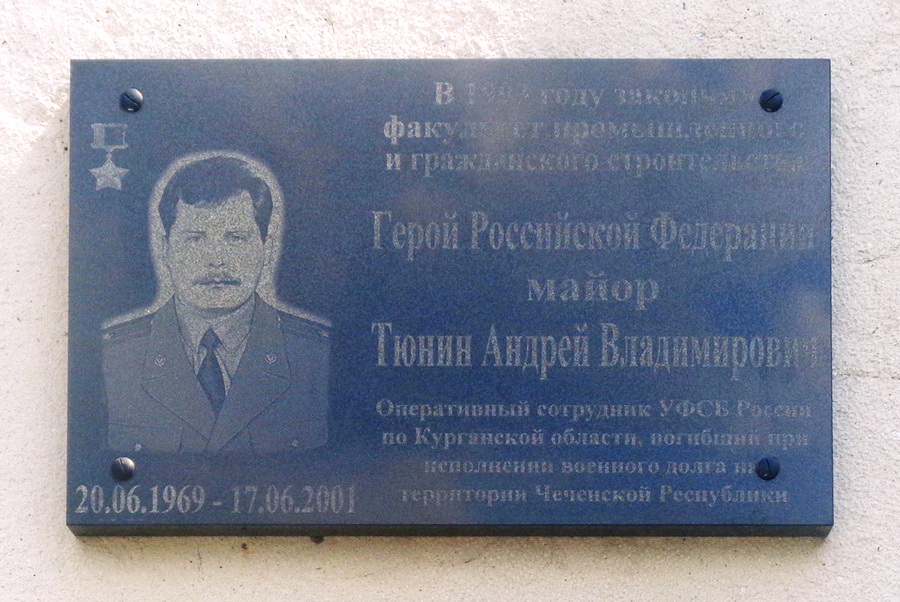 В году закончил
факультет промышленного
и гражданского строительства
Герой Российской Федерации
майор
Тюнин Андрей Владимирович
Оперативный сотрудник УФСБ России
по Курганской области, погибший при
исполнении военного долга на
территории Чеченской Республики
20.06.1969 - 17.06.2001